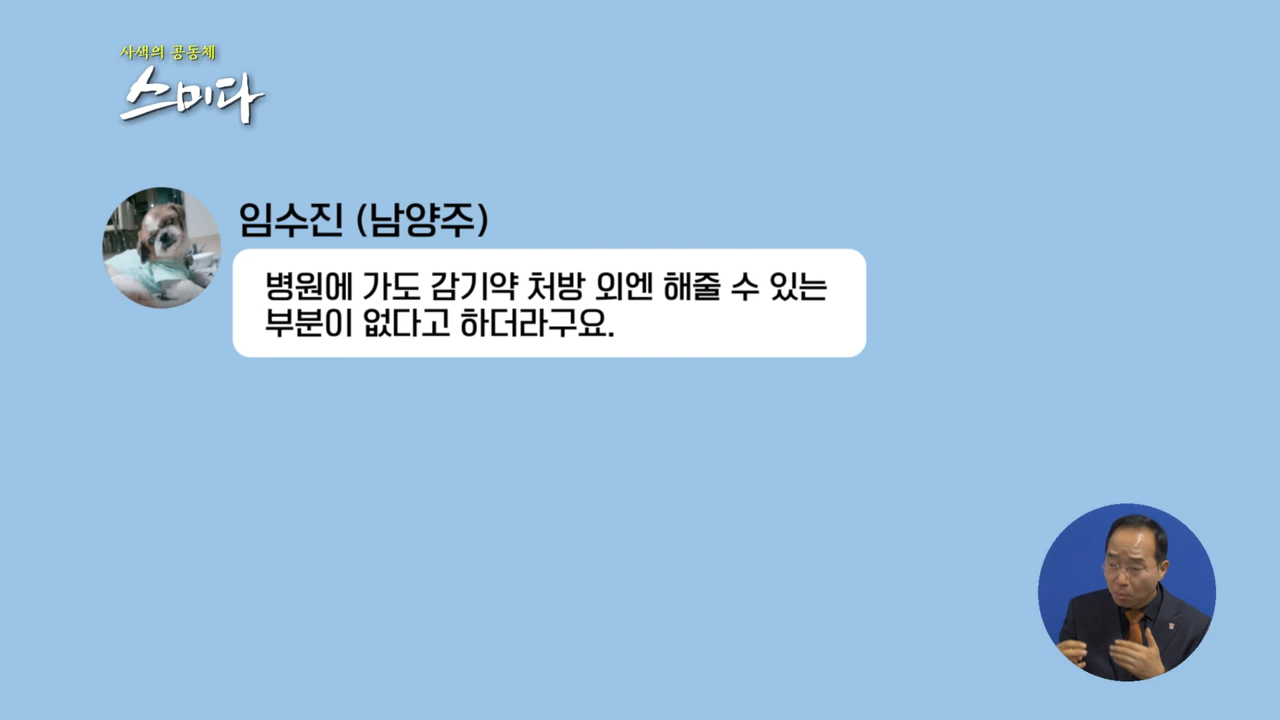 사색의 공동체
스미다
임수진 (남양주)
병원에 가도 감기약 처방 외엔 해줄 수 있는
부분이 없다고 하더라구요.